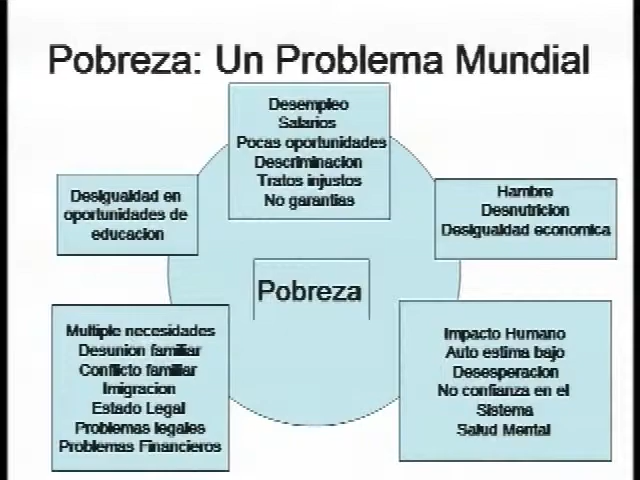 Pobreza: Un Problema Mundial
Desempleo
Salarios
Pocas oportunidades
Descriminacion
Tratos injustos
No garantias
Desigualdad en
oportunidades de
educacion
Hambre
Desnutricion
Desigualdad economica
Pobreza
Multiple necesidades
Desunion familiar
Conflicto familiar
Imigracion
Estado Legal
Problemas legales
Problemas Financieros
Impacto Humano
Auto estima bajo
Desesperacion
No confianza en el
Sistema
Salud Mental